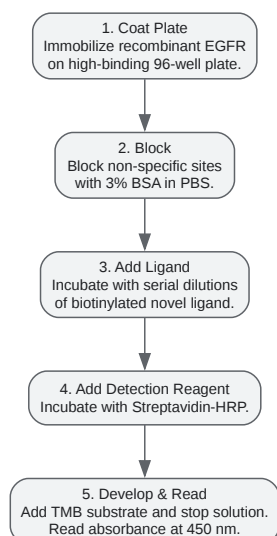 1. Coat Plate
Immobilize recombinant EGFR
on high-binding 96-well plate.
2. Block
Block non-specific sites
with 3% BSA in PBS.
3. Add Ligand
Incubate with serial dilutions
of biotinylated novel ligand.
4. Add Detection Reagent
Incubate with Streptavidin-HRP.
5. Develop & Read
Add TMB substrate and stop solution.
Read absorbance at 450 nm.